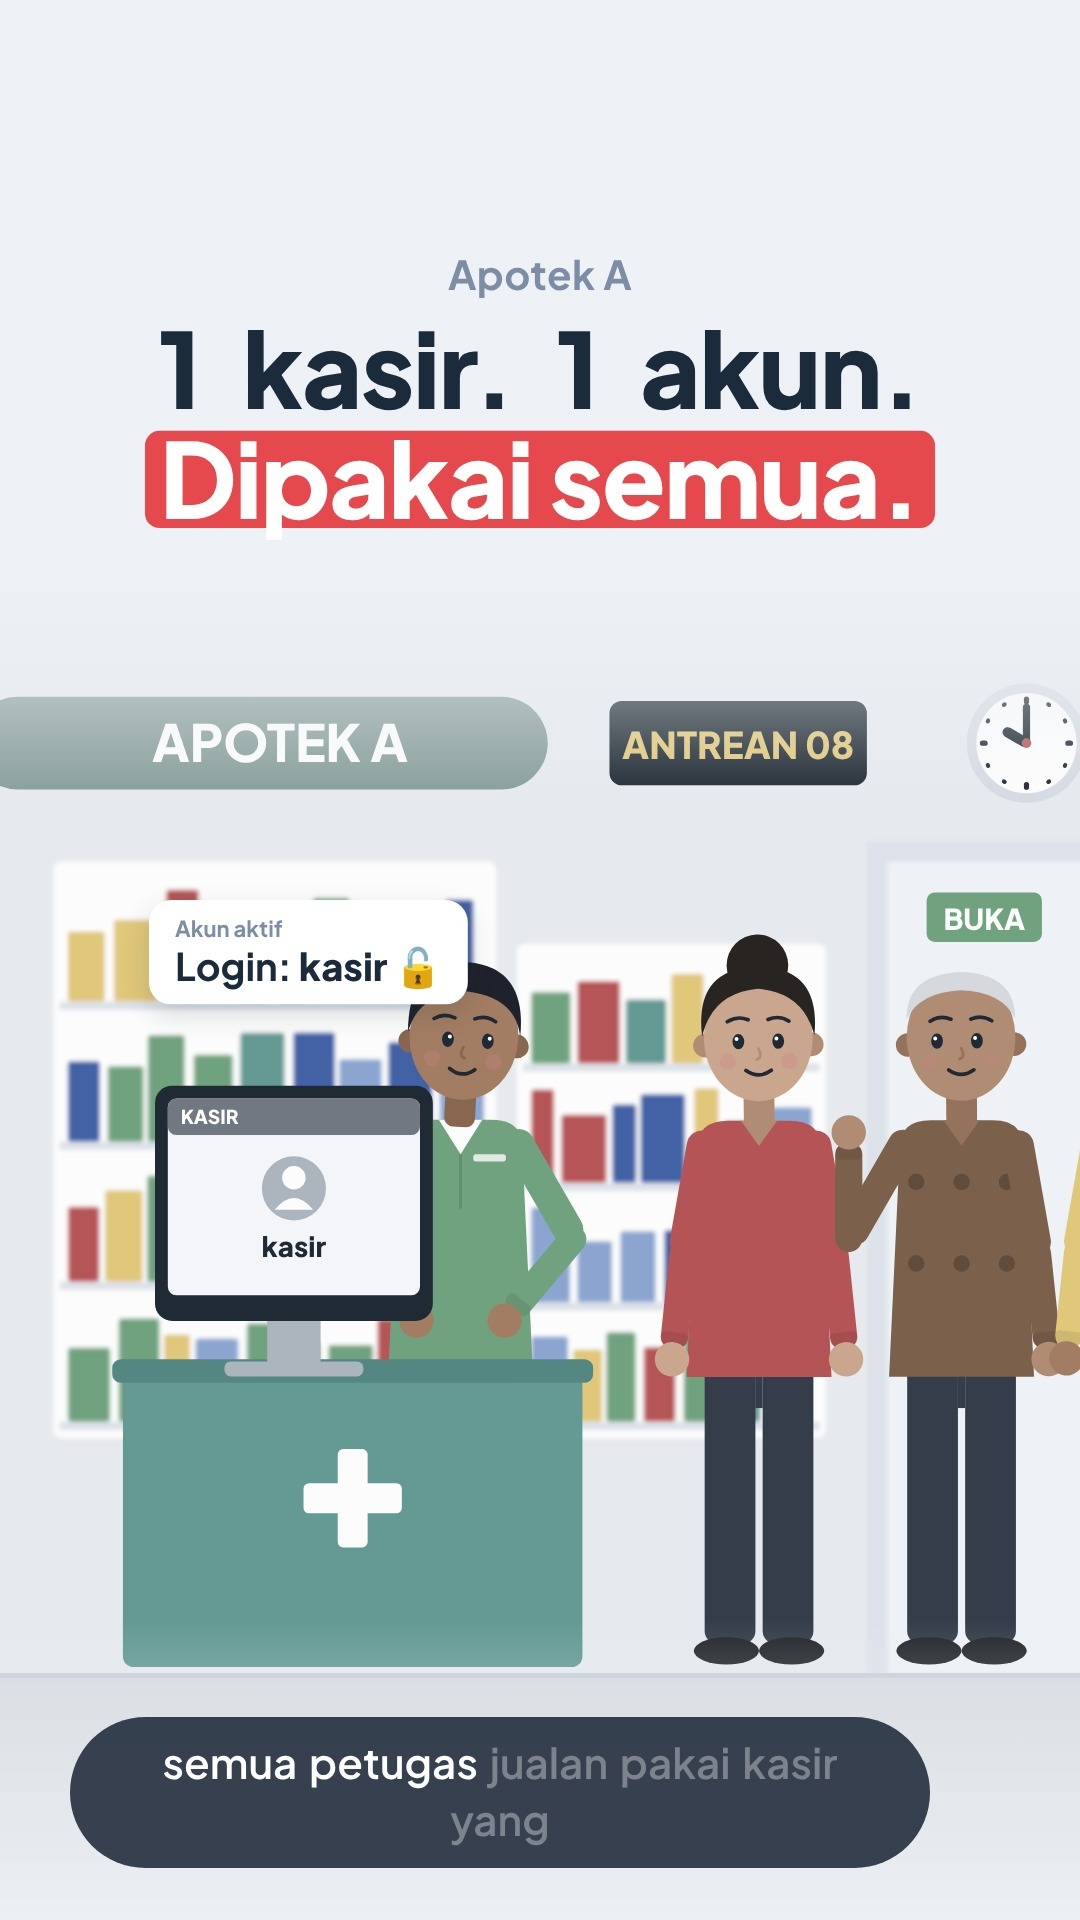 Apotek A
1 kasir. 1 akun.
Dipakai semua.
APOTEK A
ANTREAN 08
BUKA
Akun aktif
Login: kasir 🔓
KASIR
kasir
semua petugas jualan pakai kasir
yang